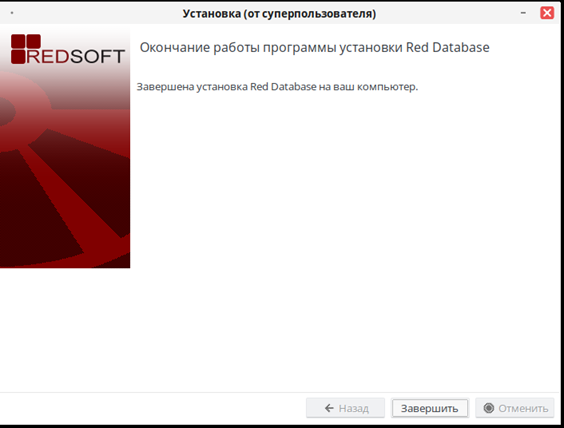 Установка (от суперпользователя)
REDSOFT
Окончание работы программы установки Red Database
Завершена установка Red Database на ваш компьютер.
Назад
Завершить
Отменить